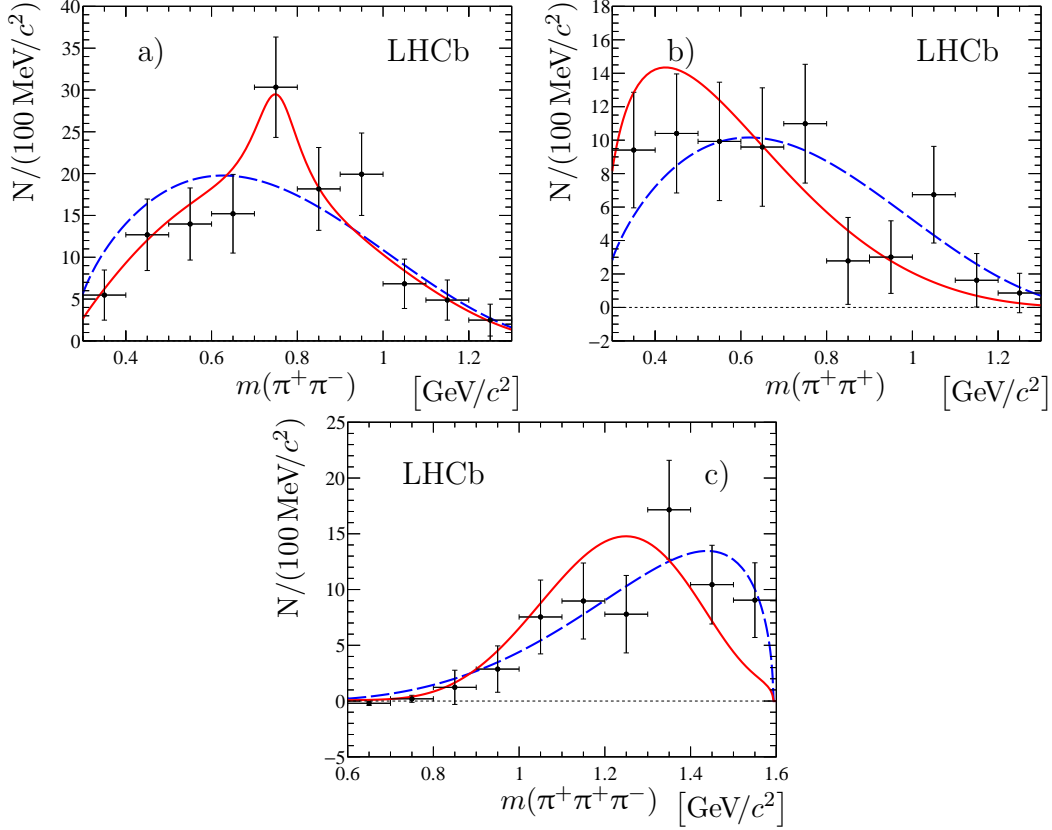 N/(100 MeV/c²)
40
35
30
25
20
15
10
5
0
a)
LHCb
0.4 0.6 0.8 1 1.2
m(π⁺π⁻) [GeV/c²]
N/(100 MeV/c²)
18
16
14
12
10
8
6
4
2
0
−2
b)
LHCb
0.4 0.6 0.8 1 1.2
m(π⁺π⁺) [GeV/c²]
N/(100 MeV/c²)
25
20
15
10
5
0
−5
LHCb
c)
0.6 0.8 1 1.2 1.4 1.6
m(π⁺π⁺π⁻) [GeV/c²]